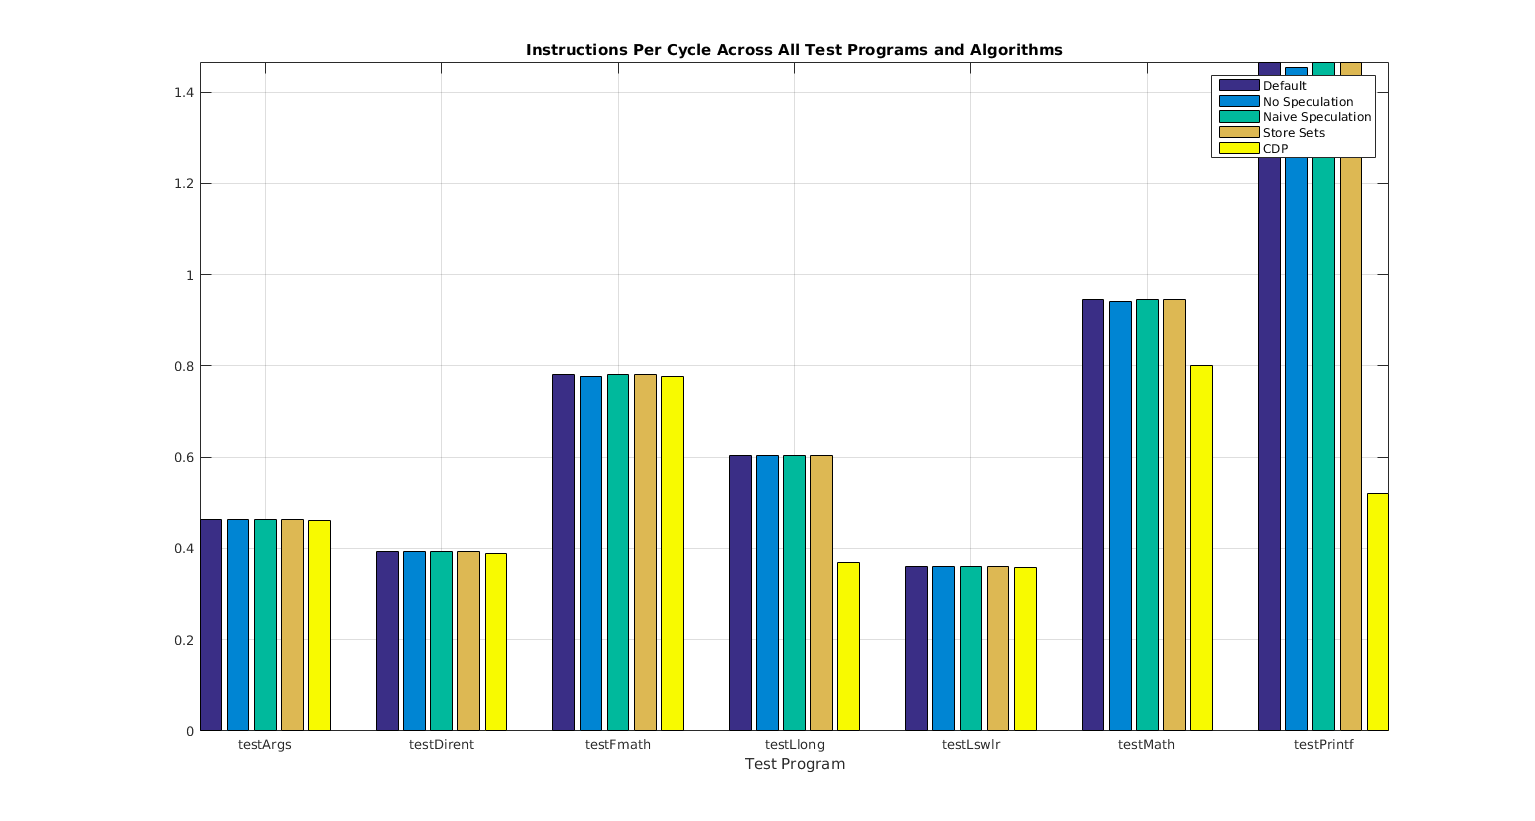 Instructions Per Cycle Across All Test Programs and Algorithms
1.4
1.2
1
0.8
0.6
0.4
0.2
0
Default
No Speculation
Naive Speculation
Store Sets
CDP
testArgs testDirent testFmath testLlong testLswlr testMath testPrintf
Test Program